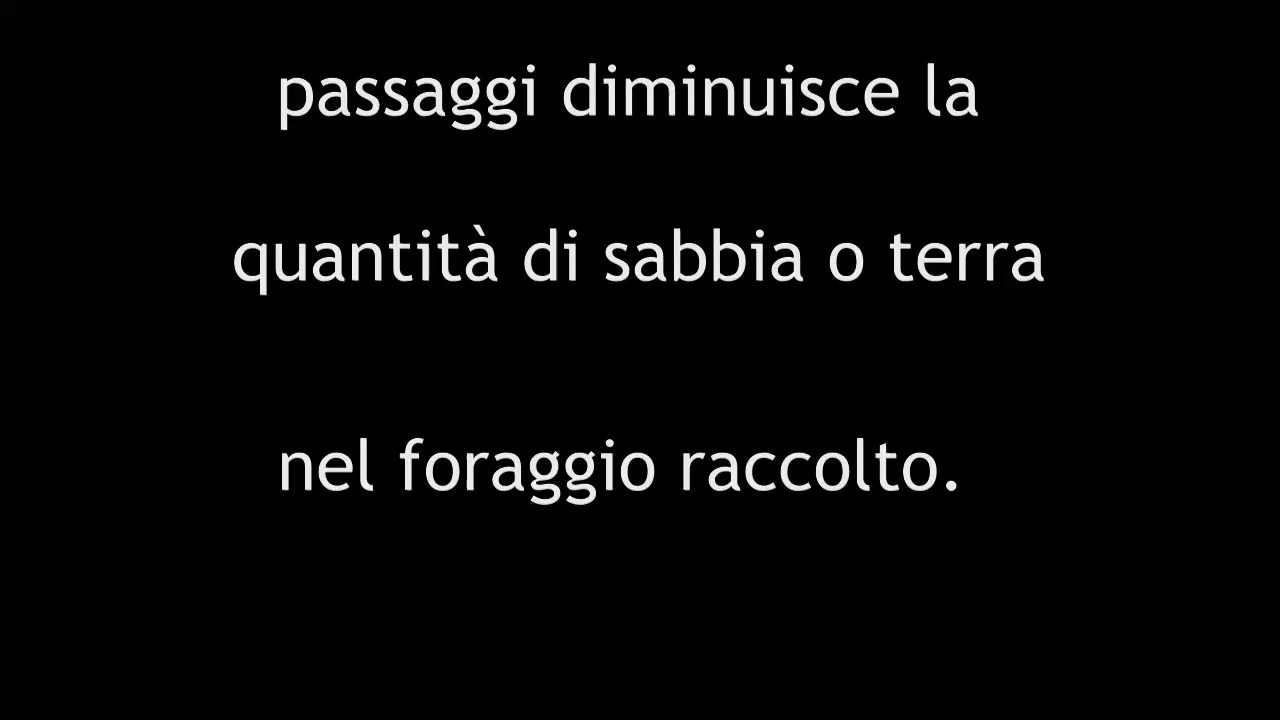 passaggi diminuisce la
quantità di sabbia o terra
nel foraggio raccolto.